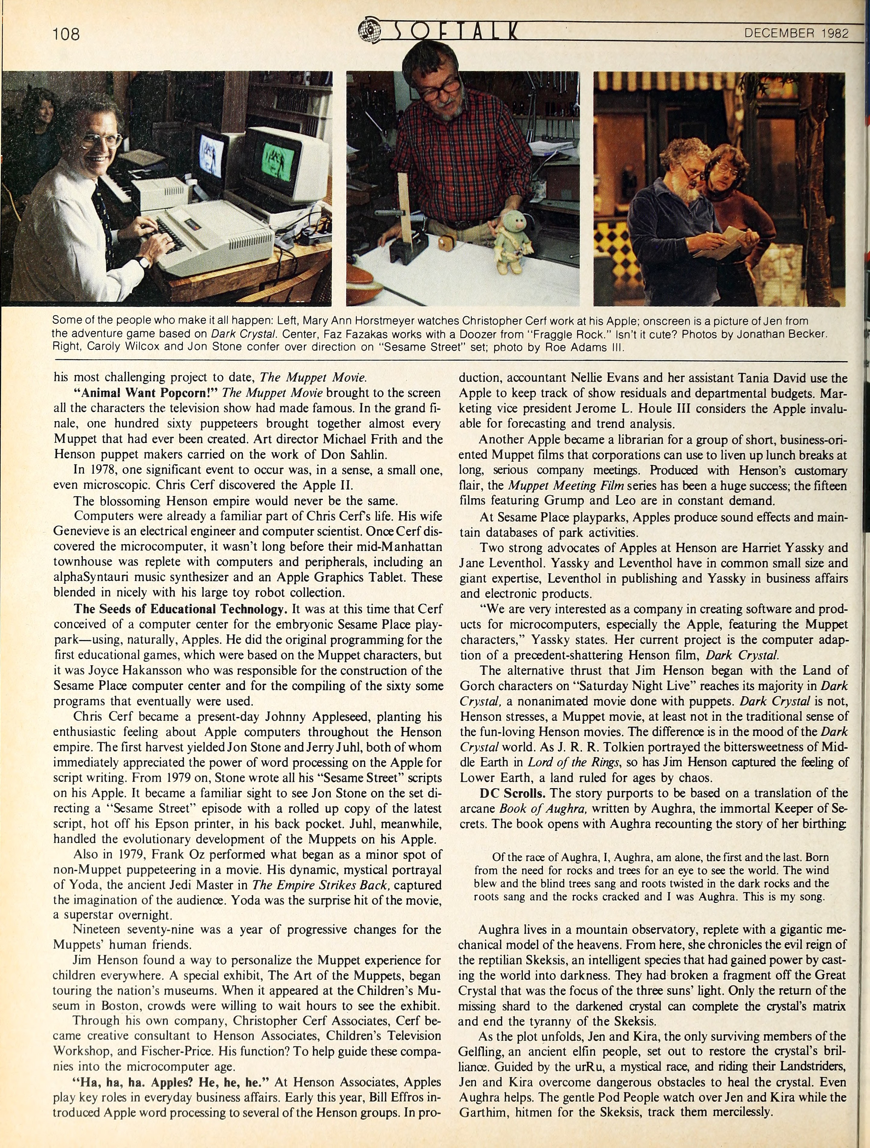 108
SOFTALK
DECEMBER 1982
Some of the people who make it all happen: Left, Mary Ann Horstmeyer watches Christopher Cerf work at his Apple; onscreen is a picture of Jen from
the adventure game based on Dark Crystal. Center, Faz Fazakas works with a Doozer from "Fraggle Rock." Isn't it cute? Photos by Jonathan Becker.
Right, Caroly Wilcox and Jon Stone confer over direction on "Sesame Street" set; photo by Roe Adams III.
his most challenging project to date, The Muppet Movie.
"Animal Want Popcorn!" The Muppet Movie brought to the screen
all the characters the television show had made famous. In the grand fi-
nale, one hundred sixty puppeteers brought together almost every
Muppet that had ever been created. Art director Michael Frith and the
Henson puppet makers carried on the work of Don Sahlin.
In 1978, one significant event to occur was, in a sense, a small one,
even microscopic. Chris Cerf discovered the Apple II.
The blossoming Henson empire would never be the same.
Computers were already a familiar part of Chris Cerf's life. His wife
Genevieve is an electrical engineer and computer scientist. Once Cerf dis-
covered the microcomputer, it wasn't long before their mid-Manhattan
townhouse was replete with computers and peripherals, including an
alphaSyntauri music synthesizer and an Apple Graphics Tablet. These
blended in nicely with his large toy robot collection.
The Seeds of Educational Technology. It was at this time that Cerf
conceived of a computer center for the embryonic Sesame Place play-
park—using, naturally, Apples. He did the original programming for the
first educational games, which were based on the Muppet characters, but
it was Joyce Hakansson who was responsible for the construction of the
Sesame Place computer center and for the compiling of the sixty some
programs that eventually were used.
Chris Cerf became a present-day Johnny Appleseed, planting his
enthusiastic feeling about Apple computers throughout the Henson
empire. The first harvest yielded Jon Stone and Jerry Juhl, both of whom
immediately appreciated the power of word processing on the Apple for
script writing. From 1979 on, Stone wrote all his "Sesame Street" scripts
on his Apple. It became a familiar sight to see Jon Stone on the set di-
recting a "Sesame Street" episode with a rolled up copy of the latest
script, hot off his Epson printer, in his back pocket. Juhl, meanwhile,
handled the evolutionary development of the Muppets on his Apple.
Also in 1979, Frank Oz performed what began as a minor spot of
non-Muppet puppeteering in a movie. His dynamic, mystical portrayal
of Yoda, the ancient Jedi Master in The Empire Strikes Back, captured
the imagination of the audience. Yoda was the surprise hit of the movie,
a superstar overnight.
Nineteen seventy-nine was a year of progressive changes for the
Muppets' human friends.
Jim Henson found a way to personalize the Muppet experience for
children everywhere. A special exhibit, The Art of the Muppets, began
touring the nation's museums. When it appeared at the Children's Mu-
seum in Boston, crowds were willing to wait hours to see the exhibit.
Through his own company, Christopher Cerf Associates, Cerf be-
came creative consultant to Henson Associates, Children's Television
Workshop, and Fischer-Price. His function? To help guide these compa-
nies into the microcomputer age.
"Ha, ha, ha. Apples? He, he, he." At Henson Associates, Apples
play key roles in everyday business affairs. Early this year, Bill Effros in-
troduced Apple word processing to several of the Henson groups. In pro-
duction, accountant Nellie Evans and her assistant Tania David use the
Apple to keep track of show residuals and departmental budgets. Mar-
keting vice president Jerome L. Houle III considers the Apple invalu-
able for forecasting and trend analysis.
Another Apple became a librarian for a group of short, business-ori-
ented Muppet films that corporations can use to liven up lunch breaks at
long, serious company meetings. Produced with Henson's customary
flair, the Muppet Meeting Film series has been a huge success; the fifteen
films featuring Grump and Leo are in constant demand.
At Sesame Place playparks, Apples produce sound effects and main-
tain databases of park activities.
Two strong advocates of Apples at Henson are Harriet Yassky and
Jane Leventhol. Yassky and Leventhol have in common small size and
giant expertise, Leventhol in publishing and Yassky in business affairs
and electronic products.
"We are very interested as a company in creating software and prod-
ucts for microcomputers, especially the Apple, featuring the Muppet
characters," Yassky states. Her current project is the computer adap-
tion of a precedent-shattering Henson film, Dark Crystal.
The alternative thrust that Jim Henson began with the Land of
Gorch characters on "Saturday Night Live" reaches its majority in Dark
Crystal, a nonanimated movie done with puppets. Dark Crystal is not,
Henson stresses, a Muppet movie, at least not in the traditional sense of
the fun-loving Henson movies. The difference is in the mood of the Dark
Crystal world. As J. R. R. Tolkien portrayed the bittersweetness of Mid-
dle Earth in Lord of the Rings, so has Jim Henson captured the feeling of
Lower Earth, a land ruled for ages by chaos.
DC Scrolls. The story purports to be based on a translation of the
arcane Book of Aughra, written by Aughra, the immortal Keeper of Se-
crets. The book opens with Aughra recounting the story of her birthing:
Of the race of Aughra, I, Aughra, am alone, the first and the last. Born
from the need for rocks and trees for an eye to see the world. The wind
blew and the blind trees sang and roots twisted in the dark rocks and the
roots sang and the rocks cracked and I was Aughra. This is my song.
Aughra lives in a mountain observatory, replete with a gigantic me-
chanical model of the heavens. From here, she chronicles the evil reign of
the reptilian Skeksis, an intelligent species that had gained power by cast-
ing the world into darkness. They had broken a fragment off the Great
Crystal that was the focus of the three suns' light. Only the return of the
missing shard to the darkened crystal can complete the crystal's matrix
and end the tyranny of the Skeksis.
As the plot unfolds, Jen and Kira, the only surviving members of the
Gelfling, an ancient elfin people, set out to restore the crystal's bril-
liance. Guided by the urRu, a mystical race, and riding their Landstriders,
Jen and Kira overcome dangerous obstacles to heal the crystal. Even
Aughra helps. The gentle Pod People watch over Jen and Kira while the
Garthim, hitmen for the Skeksis, track them mercilessly.